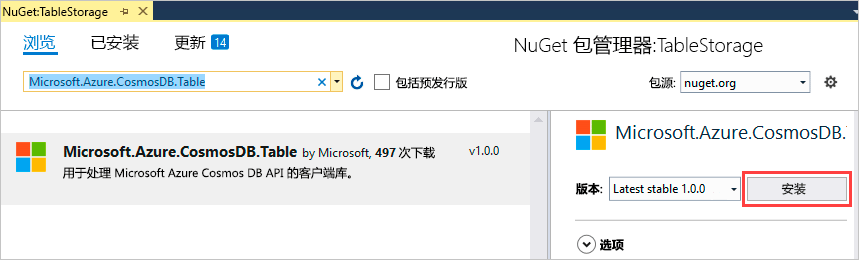 NuGet:TableStorage
浏览 已安装 更新 14
NuGet 包管理器:TableStorage
Microsoft.Azure.CosmosDB.Table
包括预发行版
包源: nuget.org
Microsoft.Azure.CosmosDB.Table by Microsoft, 497 次下载 v1.0.0
用于处理 Microsoft Azure Cosmos DB API 的客户端库。
Microsoft.Azure.CosmosDB.
版本: Latest stable 1.0.0 安装
选项